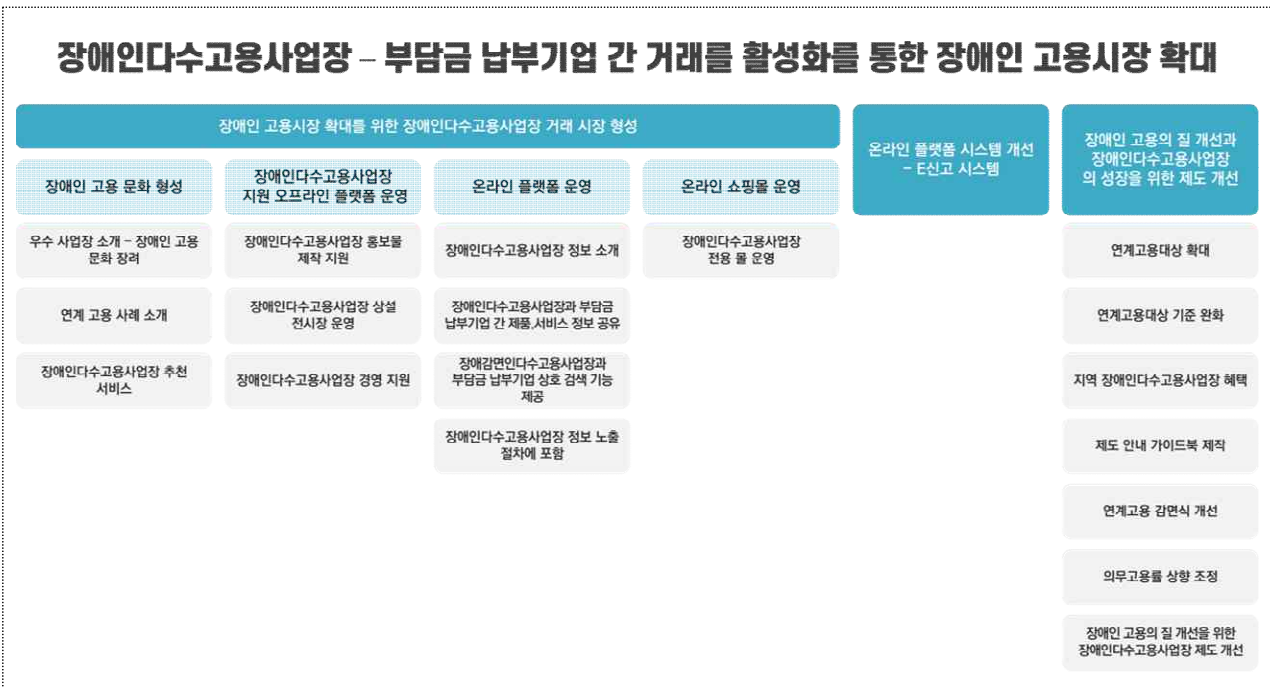 장애인다수고용사업장 – 부담금 납부기업 간 거래를 활성화를 통한 장애인 고용시장 확대
장애인 고용시장 확대를 위한 장애인다수고용사업장 거래 시장 형성
장애인 고용 문화 형성
우수 사업장 소개 – 장애인 고용
문화 장려
연계 고용 사례 소개
장애인다수고용사업장 추천
서비스
장애인다수고용사업장
지원 오프라인 플랫폼 운영
장애인다수고용사업장 홍보물
제작 지원
장애인다수고용사업장 상설
전시장 운영
장애인다수고용사업장 경영 지원
온라인 플랫폼 운영
장애인다수고용사업장 정보 소개
장애인다수고용사업장과 부담금
납부기업 간 제품,서비스 정보 공유
장애감면인다수고용사업장과
부담금 납부기업 상호 검색 기능
제공
장애인다수고용사업장 정보 노출
절차에 포함
온라인 쇼핑몰 운영
장애인다수고용사업장
전용 몰 운영
온라인 플랫폼 시스템 개선
– E신고 시스템
장애인 고용의 질 개선과
장애인다수고용사업장
의 성장을 위한 제도 개선
연계고용대상 확대
연계고용대상 기준 완화
지역 장애인다수고용사업장 혜택
제도 안내 가이드북 제작
연계고용 감면식 개선
의무고용률 상향 조정
장애인 고용의 질 개선을 위한
장애인다수고용사업장 제도 개선